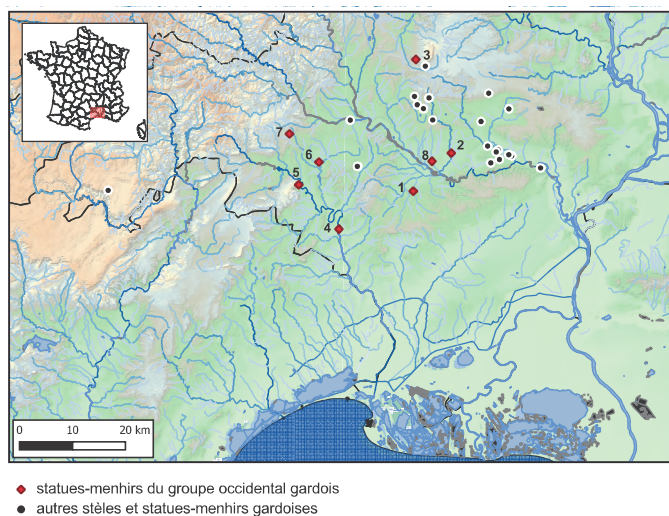 3
7
2
6
8
5
1
4
0 10 20 km
statues-menhirs du groupe occidental gardois
autres stèles et statues-menhirs gardoises